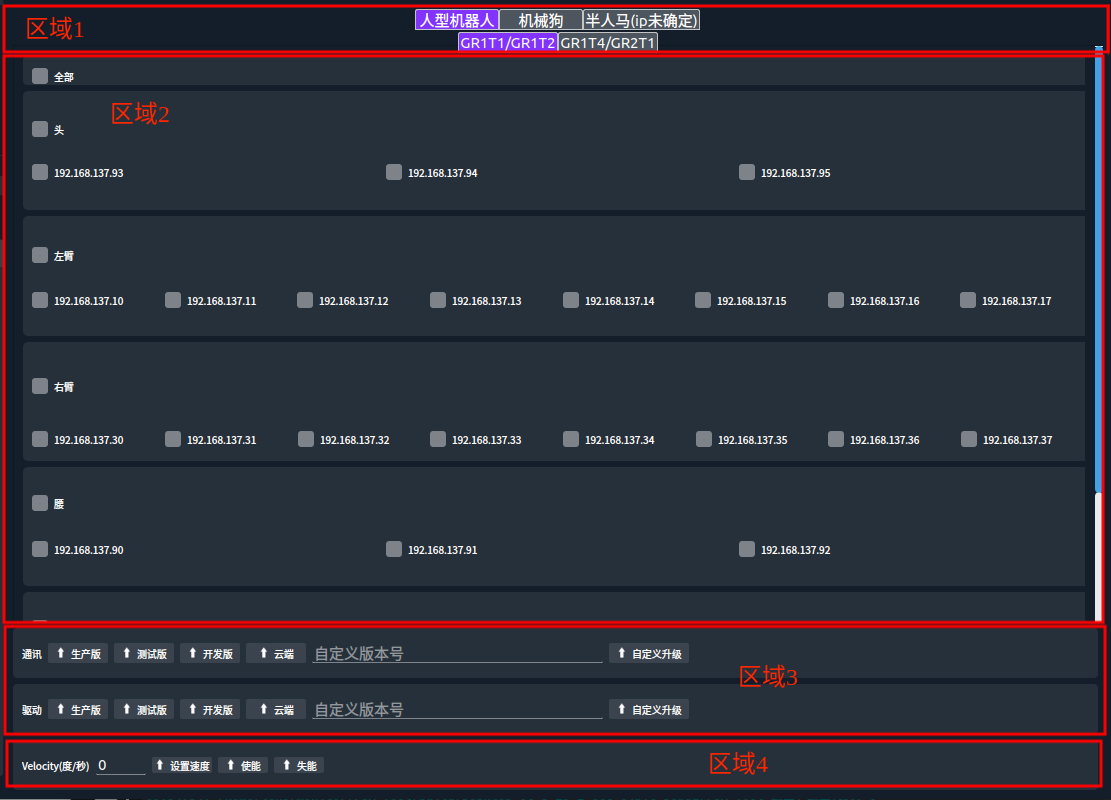 区域1
人型机器人 机械狗 半人马(ip未确定)
GR1T1/GR1T2 GR1T4/GR2T1
全部
区域2
头
192.168.137.93 192.168.137.94 192.168.137.95
左臂
192.168.137.10 192.168.137.11 192.168.137.12 192.168.137.13 192.168.137.14 192.168.137.15 192.168.137.16 192.168.137.17
右臂
192.168.137.30 192.168.137.31 192.168.137.32 192.168.137.33 192.168.137.34 192.168.137.35 192.168.137.36 192.168.137.37
腰
192.168.137.90 192.168.137.91 192.168.137.92
通讯 生产版 测试版 开发版 云端 自定义版本号 自定义升级
区域3
驱动 生产版 测试版 开发版 云端 自定义版本号 自定义升级
Velocity(度/秒) 0 设置速度 使能 失能
区域4